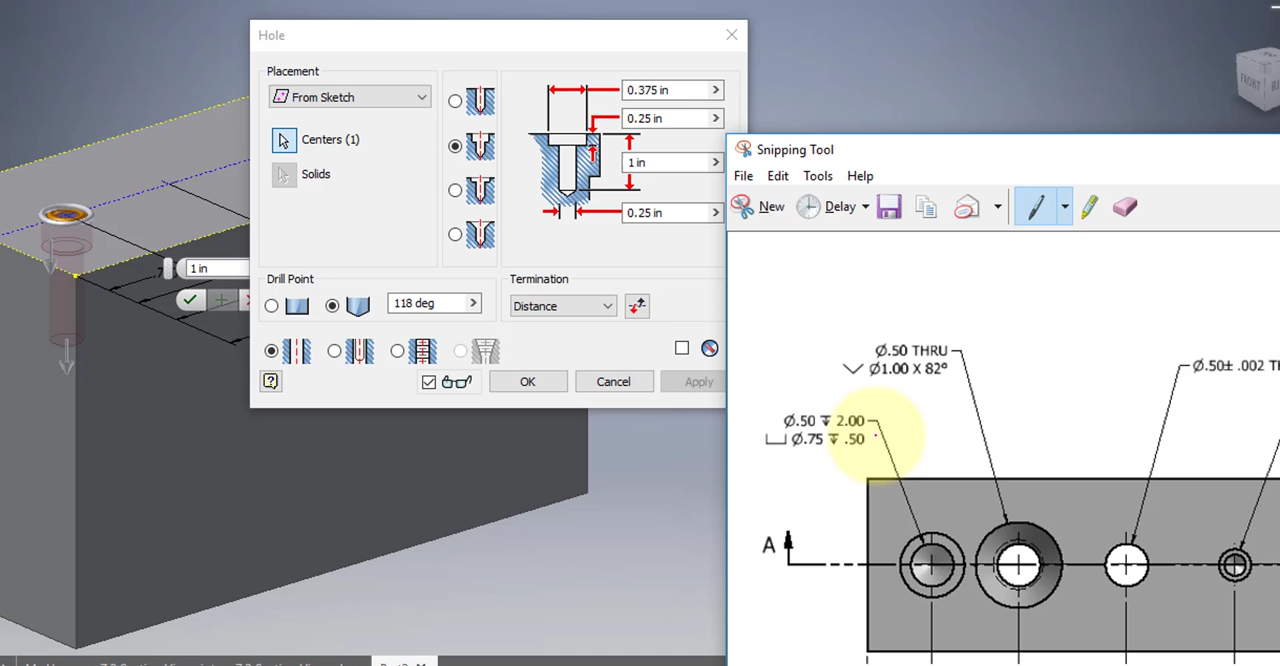 Hole
Placement
From Sketch
Centers (1)
Solids
0.375 in
0.25 in
1 in
0.25 in
Drill Point
118 deg
Termination
Distance
OK
Cancel
Apply
1 in
FRONT
Snipping Tool
File Edit Tools Help
New Delay
Ø.50 THRU
⌵ Ø1.00 X 82°
Ø.50 ↧ 2.00
⌴ Ø.75 ↧ .50
Ø.50± .002
A